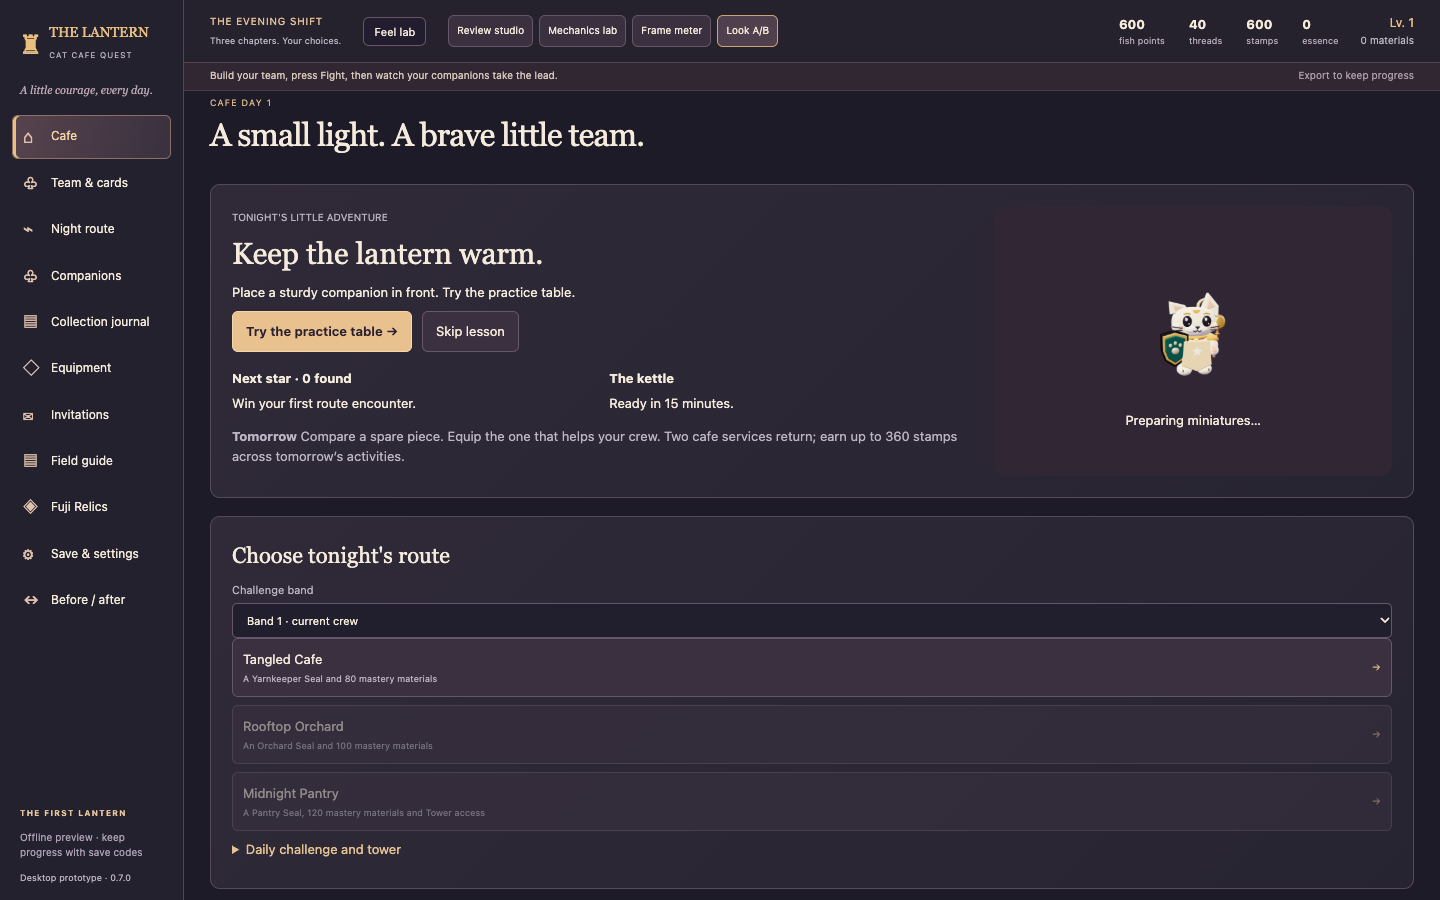 THE LANTERN
CAT CAFE QUEST
A little courage, every day.
Cafe
Team & cards
Night route
Companions
Collection journal
Equipment
Invitations
Field guide
Fuji Relics
Save & settings
Before / after
THE FIRST LANTERN
Offline preview · keep
progress with save codes
Desktop prototype · 0.7.0
THE EVENING SHIFT
Three chapters. Your choices.
Feel lab
Review studio
Mechanics lab
Frame meter
Look A/B
600
fish points
40
threads
600
stamps
0
essence
Lv. 1
0 materials
Build your team, press Fight, then watch your companions take the lead.
Export to keep progress
CAFE DAY 1
A small light. A brave little team.
TONIGHT'S LITTLE ADVENTURE
Keep the lantern warm.
Place a sturdy companion in front. Try the practice table.
Try the practice table →
Skip lesson
Next star · 0 found
Win your first route encounter.
The kettle
Ready in 15 minutes.
Tomorrow Compare a spare piece. Equip the one that helps your crew. Two cafe services return; earn up to 360 stamps
across tomorrow's activities.
Preparing miniatures...
Choose tonight's route
Challenge band
Band 1 · current crew
Tangled Cafe
A Yarnkeeper Seal and 80 mastery materials
→
Rooftop Orchard
An Orchard Seal and 100 mastery materials
→
Midnight Pantry
A Pantry Seal, 120 mastery materials and Tower access
→
Daily challenge and tower